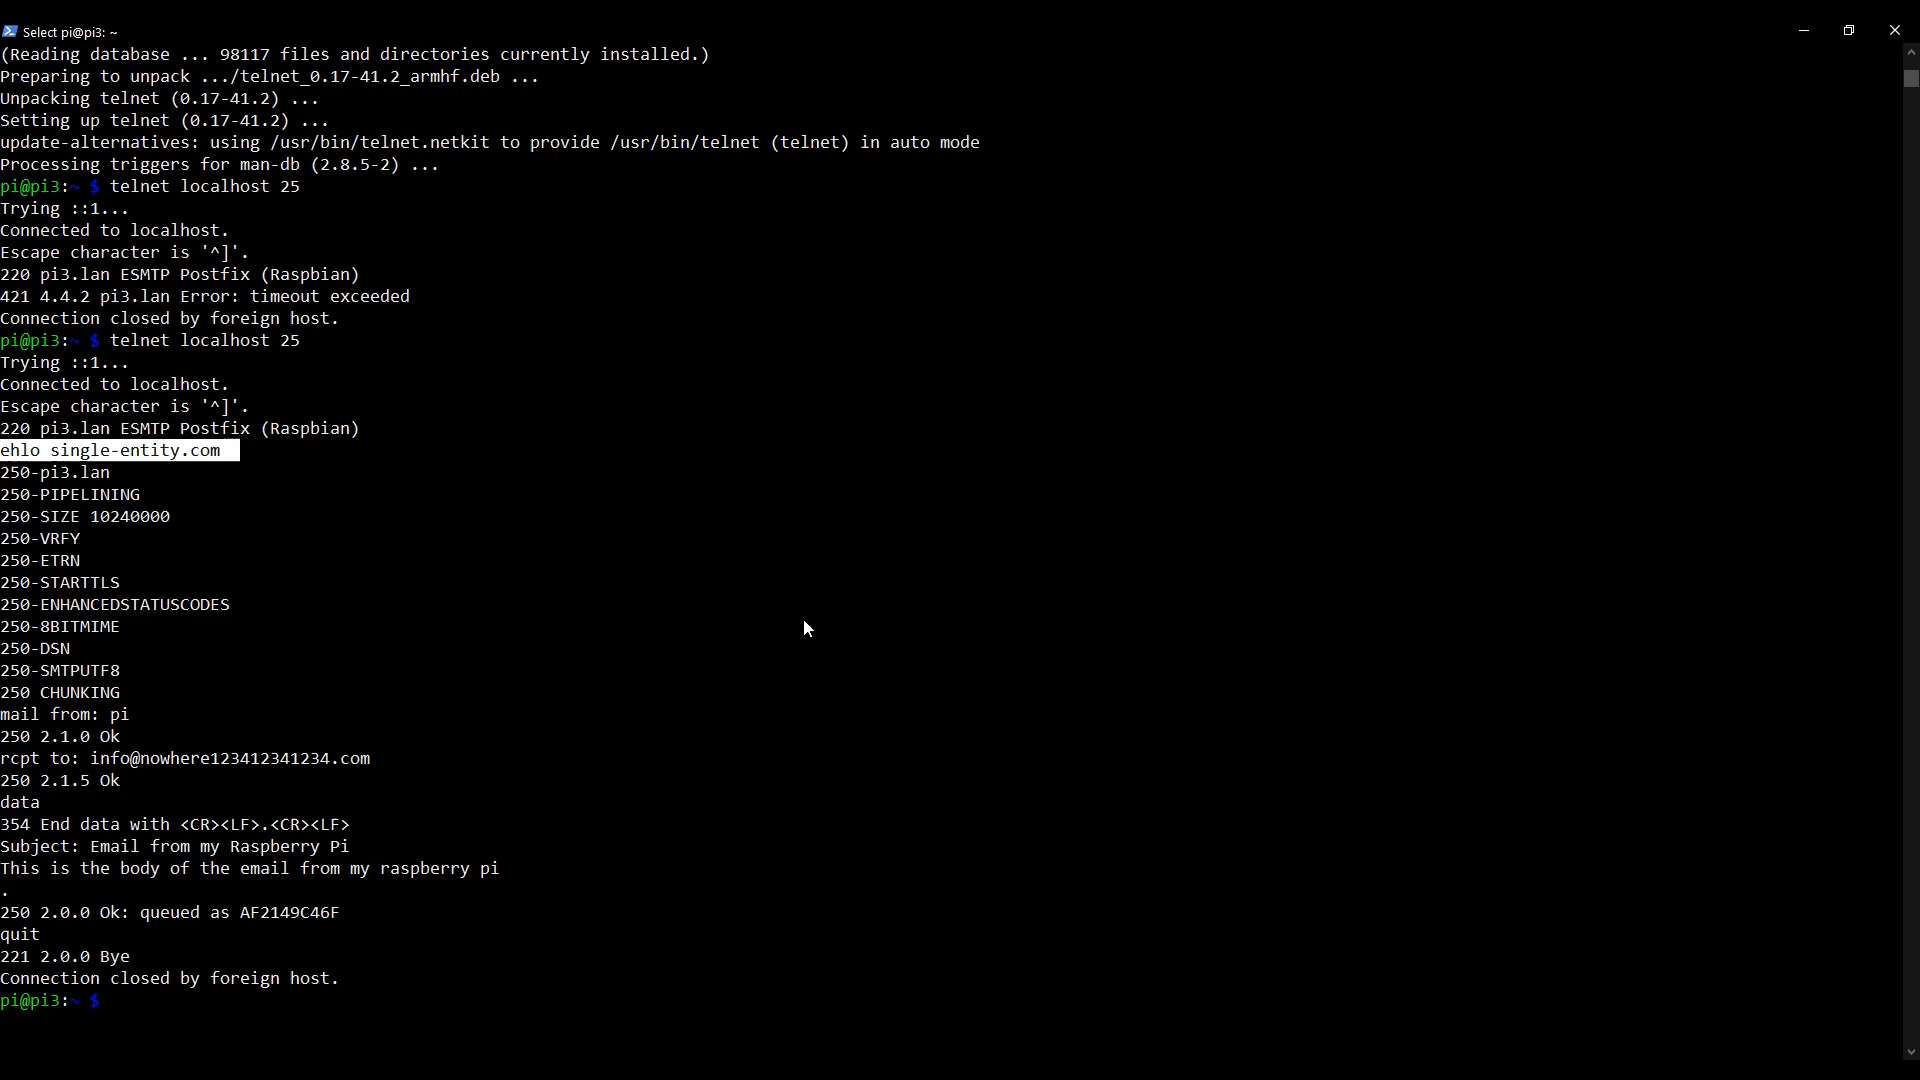 Select pi@pi3: ~
(Reading database ... 98117 files and directories currently installed.)
Preparing to unpack .../telnet_0.17-41.2_armhf.deb ...
Unpacking telnet (0.17-41.2) ...
Setting up telnet (0.17-41.2) ...
update-alternatives: using /usr/bin/telnet.netkit to provide /usr/bin/telnet (telnet) in auto mode
Processing triggers for man-db (2.8.5-2) ...
pi@pi3:~ $ telnet localhost 25
Trying ::1...
Connected to localhost.
Escape character is '^]'.
220 pi3.lan ESMTP Postfix (Raspbian)
421 4.4.2 pi3.lan Error: timeout exceeded
Connection closed by foreign host.
pi@pi3:~ $ telnet localhost 25
Trying ::1...
Connected to localhost.
Escape character is '^]'.
220 pi3.lan ESMTP Postfix (Raspbian)
ehlo single-entity.com
250-pi3.lan
250-PIPELINING
250-SIZE 10240000
250-VRFY
250-ETRN
250-STARTTLS
250-ENHANCEDSTATUSCODES
250-8BITMIME
250-DSN
250-SMTPUTF8
250 CHUNKING
mail from: pi
250 2.1.0 Ok
rcpt to: info@nowhere123412341234.com
250 2.1.5 Ok
data
354 End data with <CR><LF>.<CR><LF>
Subject: Email from my Raspberry Pi
This is the body of the email from my raspberry pi
.
250 2.0.0 Ok: queued as AF2149C46F
quit
221 2.0.0 Bye
Connection closed by foreign host.
pi@pi3:~ $